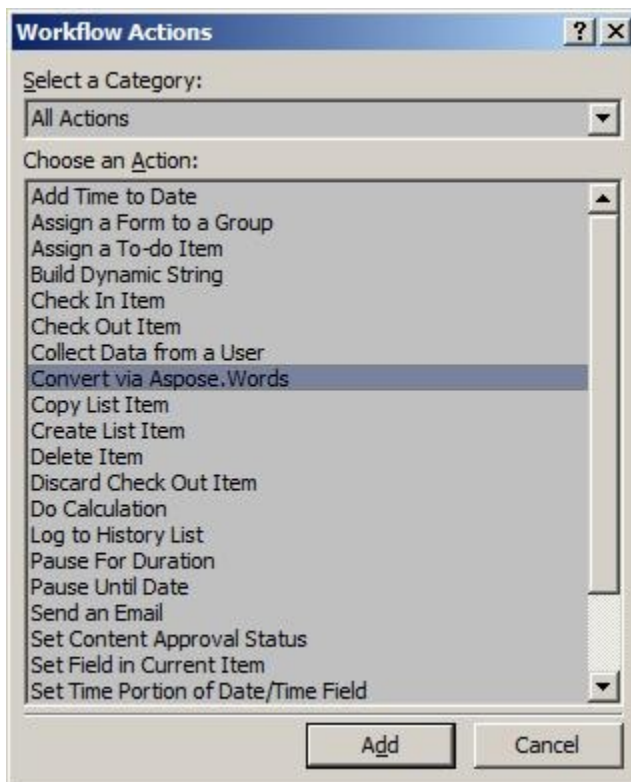 Workflow Actions
Select a Category:
All Actions
Choose an Action:
Add Time to Date
Assign a Form to a Group
Assign a To-do Item
Build Dynamic String
Check In Item
Check Out Item
Collect Data from a User
Convert via Aspose.Words
Copy List Item
Create List Item
Delete Item
Discard Check Out Item
Do Calculation
Log to History List
Pause For Duration
Pause Until Date
Send an Email
Set Content Approval Status
Set Field in Current Item
Set Time Portion of Date/Time Field
Add Cancel